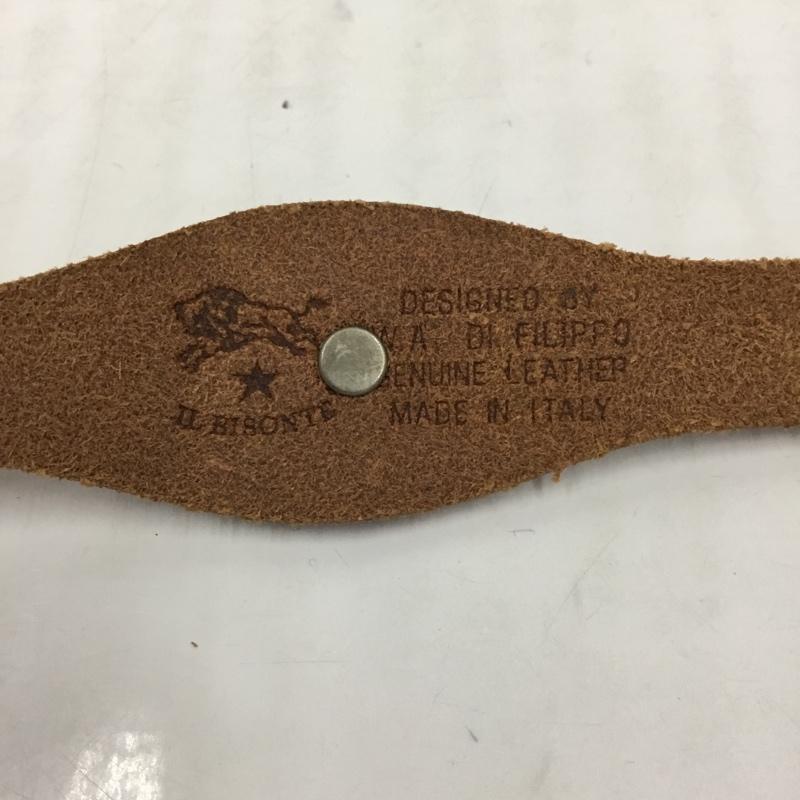 IL BISONTE
DESIGNED BY
W.A. DI FILIPPO
GENUINE LEATHER
MADE IN ITALY